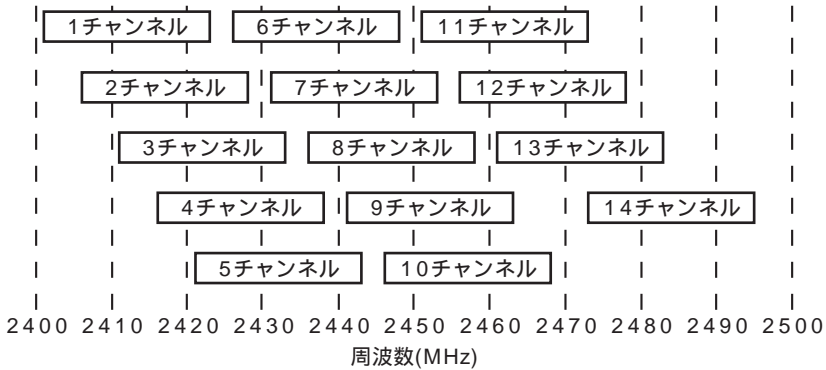 1チャンネル 6チャンネル 11チャンネル
2チャンネル 7チャンネル 12チャンネル
3チャンネル 8チャンネル 13チャンネル
4チャンネル 9チャンネル 14チャンネル
5チャンネル 10チャンネル
2400 2410 2420 2430 2440 2450 2460 2470 2480 2490 2500
周波数(MHz)